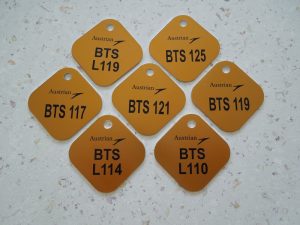 Austrian
BTS
L119
Austrian
BTS 125
Austrian
BTS 117
Austrian
BTS 121
Austrian
BTS 119
Austrian
BTS
L114
Austrian
BTS
L110